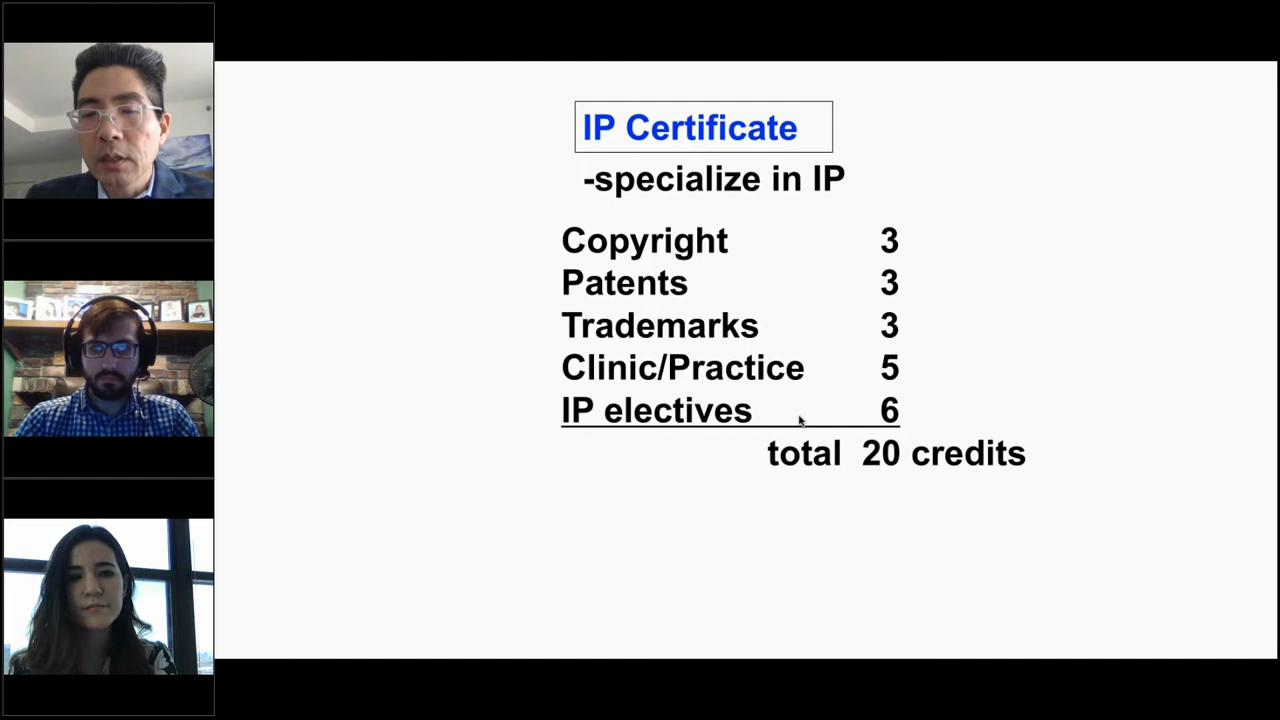 IP Certificate
-specialize in IP
Copyright 3
Patents 3
Trademarks 3
Clinic/Practice 5
IP electives 6
total 20 credits